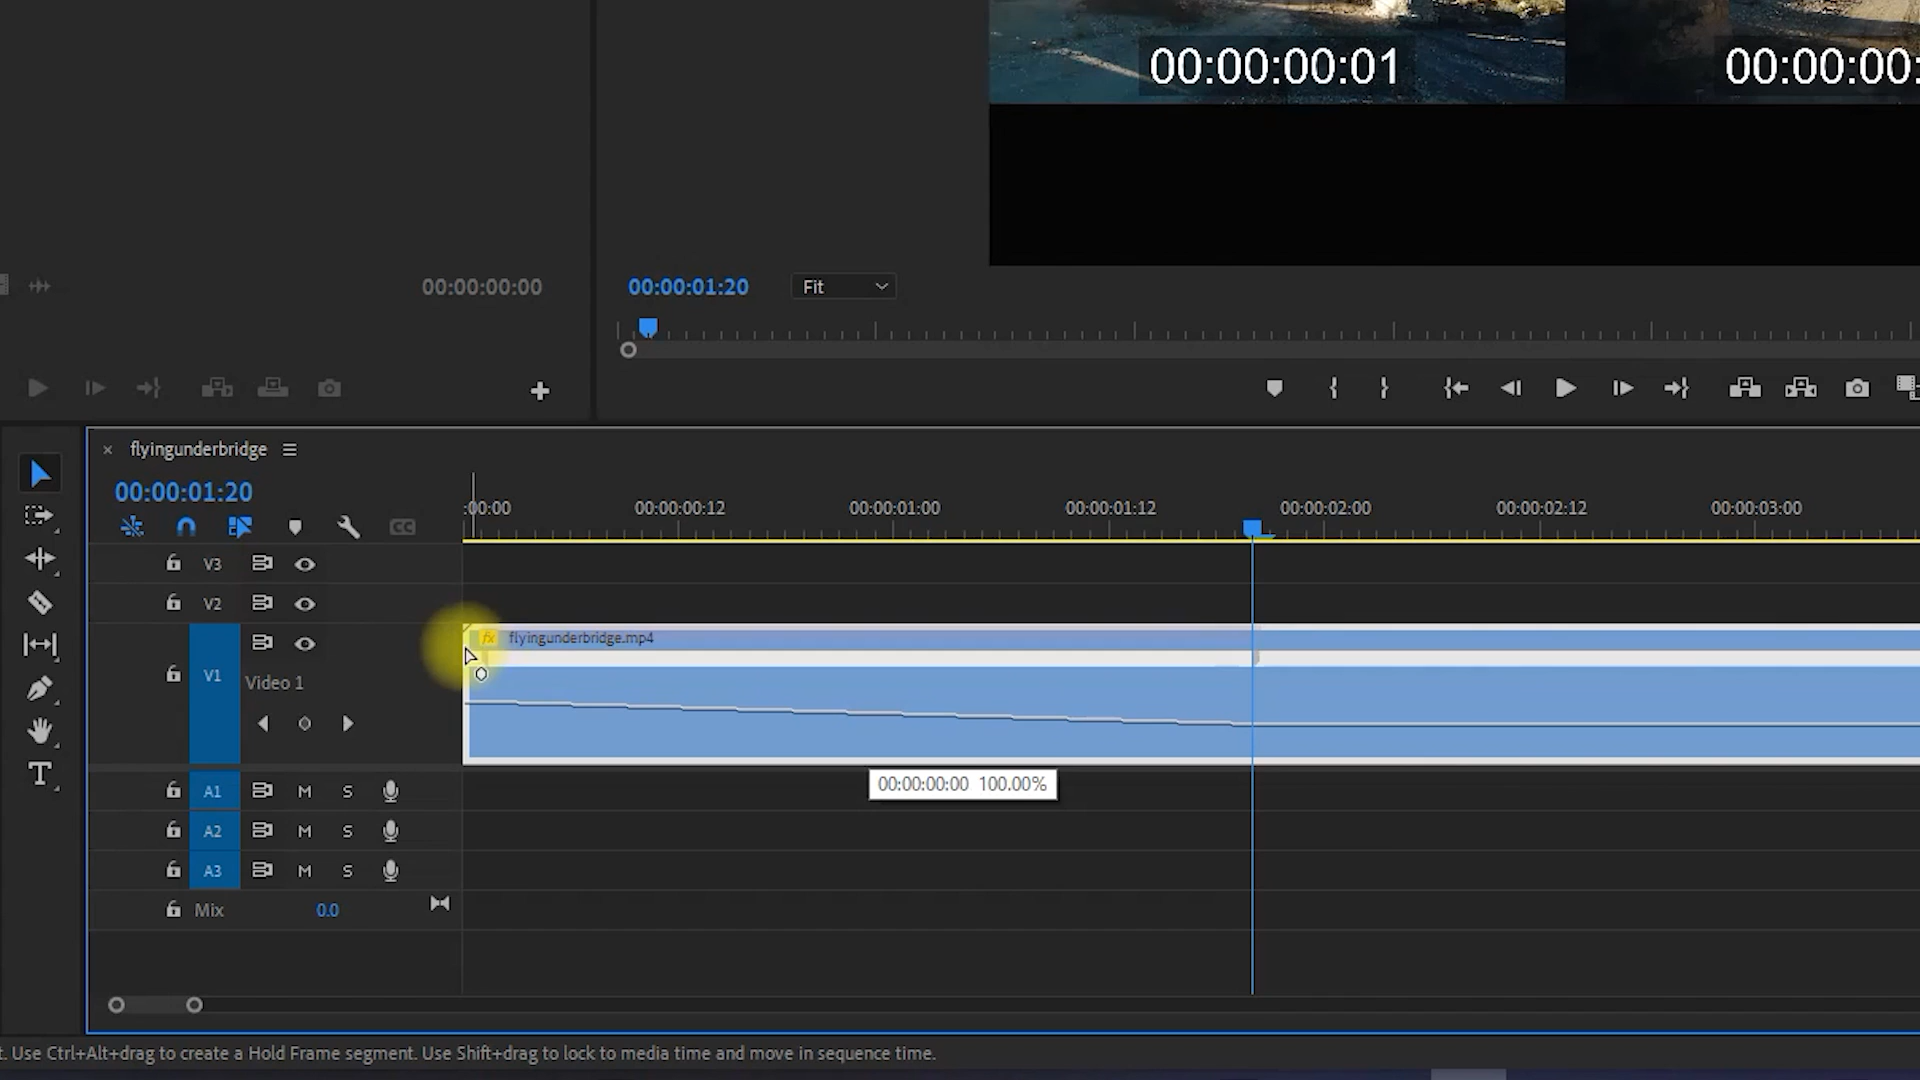 00:00:00:01
00:00:00:
00:00:00:00
00:00:01:20
Fit
flyingunderbridge
00:00:01:20
:00:00
00:00:00:12
00:00:01:00
00:00:01:12
00:00:02:00
00:00:02:12
00:00:03:00
CC
V3
V2
fx flyingunderbridge.mp4
V1
Video 1
00:00:00:00 100.00%
A1 M S
A2 M S
A3 M S
Mix 0.0
t. Use Ctrl+Alt+drag to create a Hold Frame segment. Use Shift+drag to lock to media time and move in sequence time.